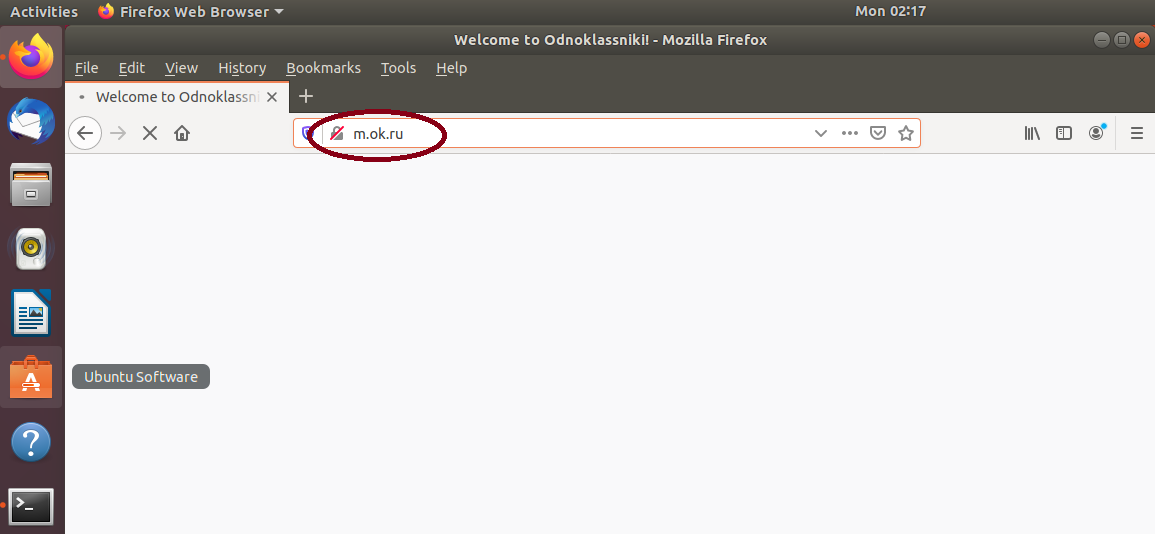 Activities Firefox Web Browser Mon 02:17
Welcome to Odnoklassniki! - Mozilla Firefox
File Edit View History Bookmarks Tools Help
Welcome to Odnoklassni
m.ok.ru
Ubuntu Software